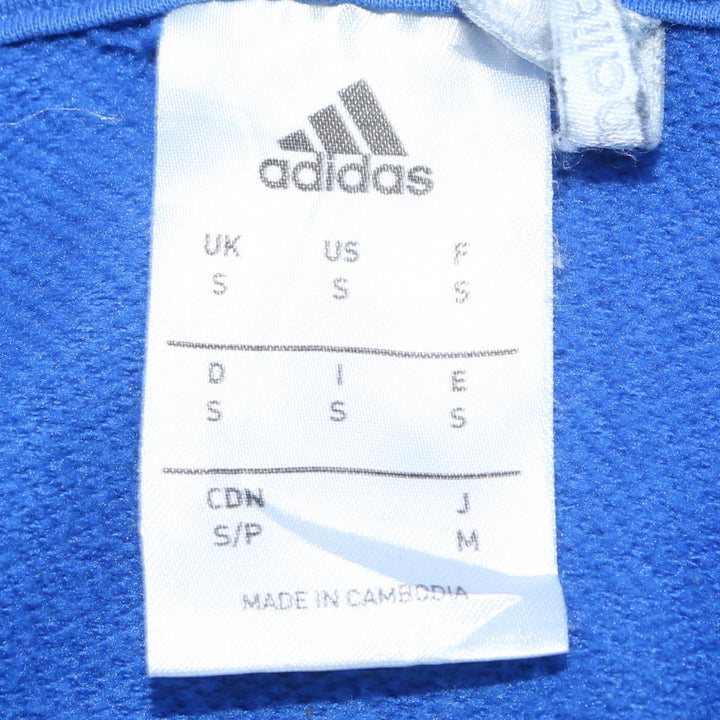 adidas
UK US F
S S S
D I E
S S S
CDN J
S/P M
MADE IN CAMBODIA